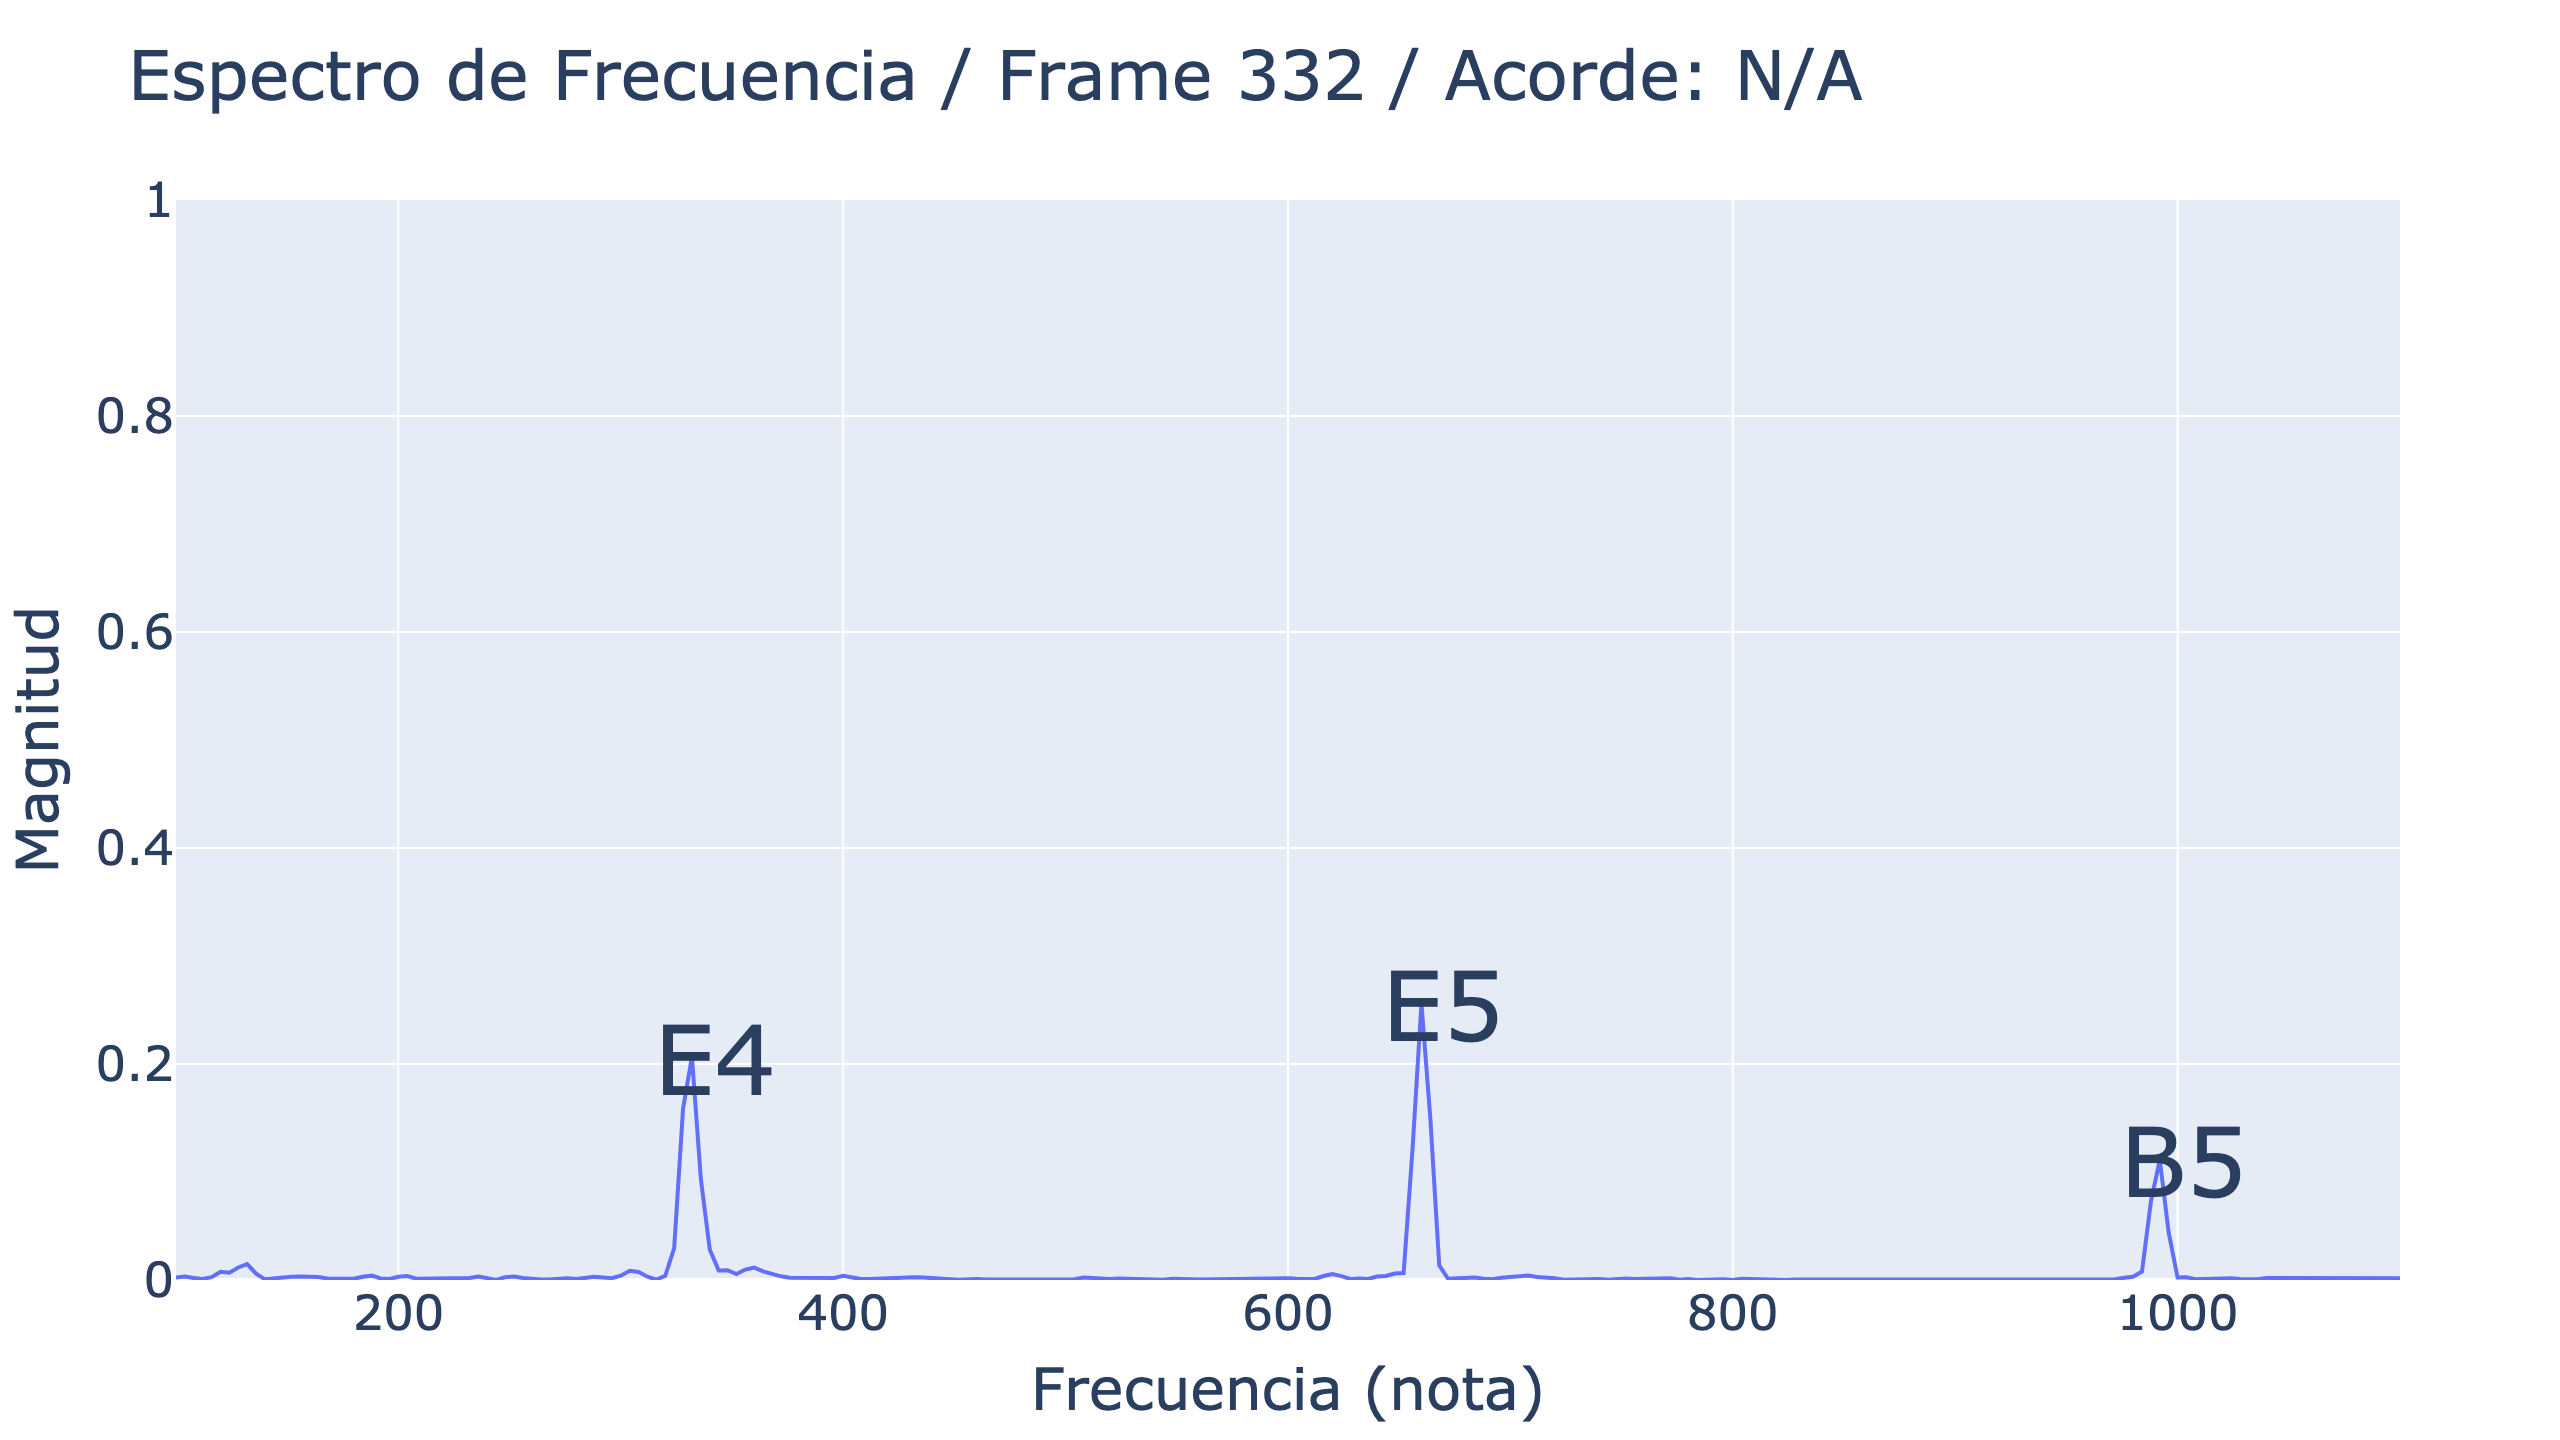 Espectro de Frecuencia / Frame 332 / Acorde: N/A
1
0.8
0.6
0.4
0.2
0
Magnitud
E4
E5
B5
200 400 600 800 1000
Frecuencia (nota)